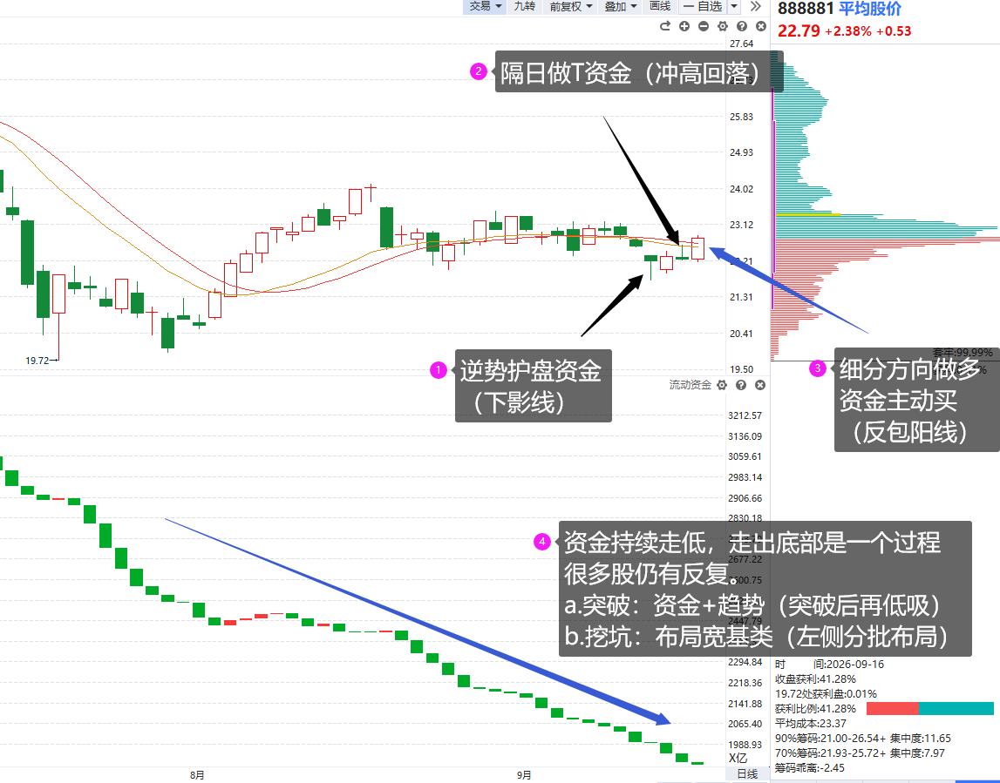 交易 九转 前复权 叠加 画线 一自选
888881 平均股价
22.79 +2.38% +0.53
27.64
② 隔日做T资金（冲高回落）
25.83
24.93
24.02
23.12
21.31
20.41
19.72
19.50
套牢:99.99%
① 逆势护盘资金
（下影线）
③ 细分方向做多
资金主动买
（反包阳线）
流动资金
3212.57
3136.09
3059.61
2983.14
2906.66
2830.18
④ 资金持续走低，走出底部是一个过程
很多股仍有反复。
a.突破：资金+趋势（突破后再低吸）
b.挖坑：布局宽基类（左侧分批布局）
2677.22
2447.79
2294.84
2218.36
2141.88
2065.40
1988.93
X亿
时 间:2026-09-16
收盘获利:41.28%
19.72处获利盘:0.01%
获利比例:41.28%
平均成本:23.37
90%筹码:21.00-26.54+ 集中度:11.65
70%筹码:21.93-25.72+ 集中度:7.97
筹码乖离:-2.45
8月 9月 日线